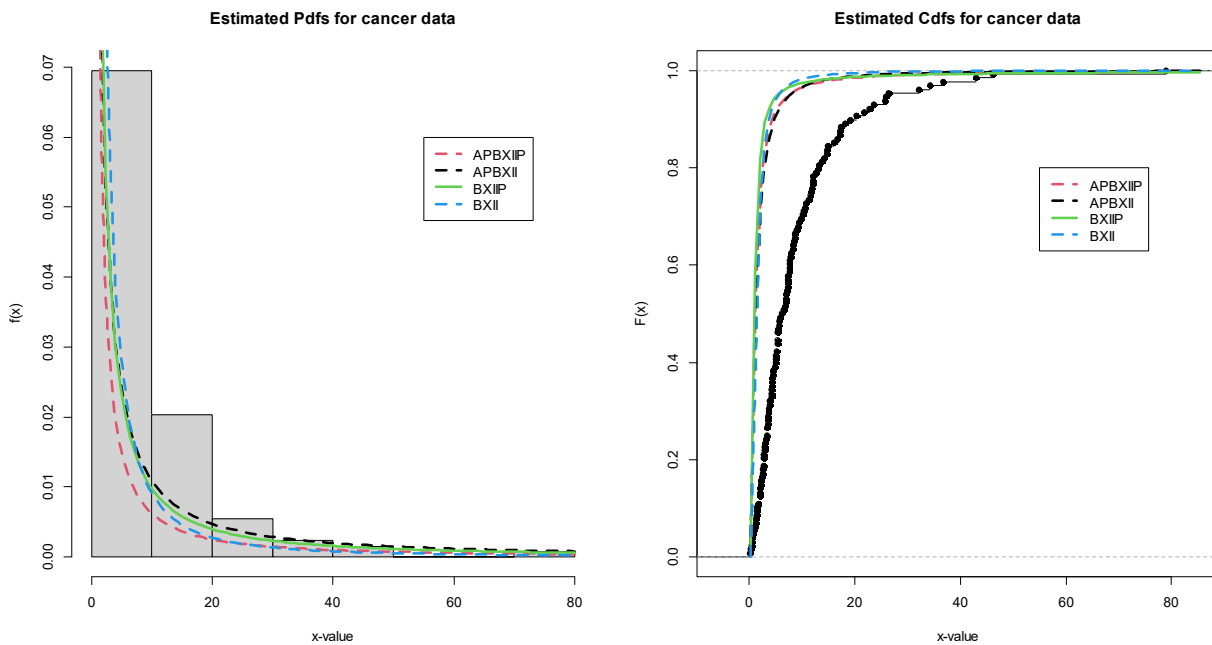 Estimated Pdfs for cancer data
f(x)
0.00
0.01
0.02
0.03
0.04
0.05
0.06
0.07
APBXIIP
APBXII
BXIIP
BXII
0
20
40
60
80
x-value
Estimated Cdfs for cancer data
F(x)
0.0
0.2
0.4
0.6
0.8
1.0
APBXIIP
APBXII
BXIIP
BXII
0
20
40
60
80
x-value